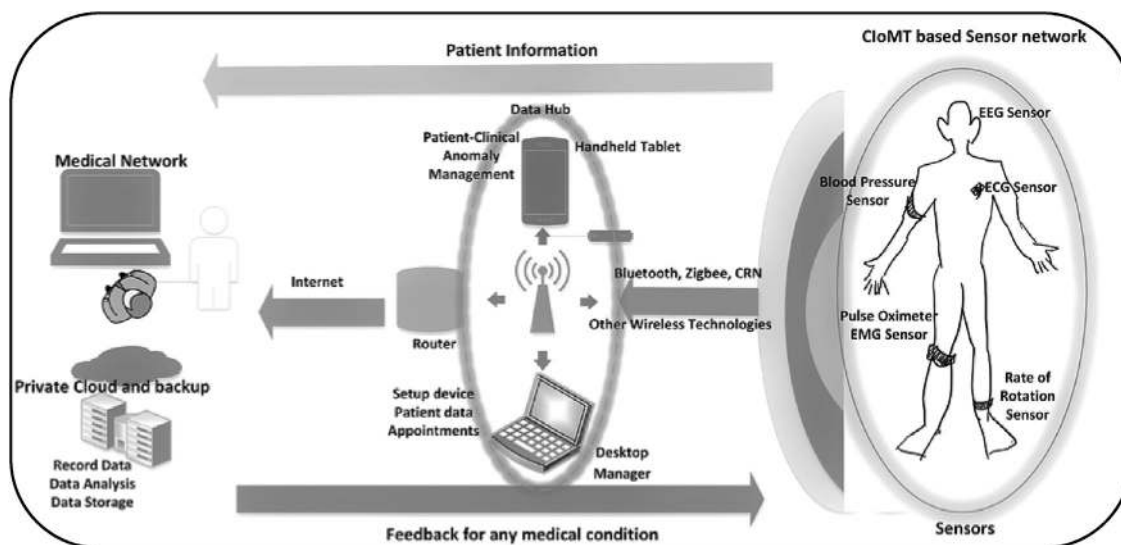 Patient Information
CIoMT based Sensor network
Data Hub
Patient-Clinical
Anomaly
Management
Handheld Tablet
EEG Sensor
Medical Network
Blood Pressure
Sensor
ECG Sensor
Internet
Bluetooth, Zigbee, CRN
Other Wireless Technologies
Router
Pulse Oximeter
EMG Sensor
Private Cloud and backup
Setup device
Patient data
Appointments
Rate of
Rotation
Sensor
Desktop
Manager
Record Data
Data Analysis
Data Storage
Feedback for any medical condition
Sensors